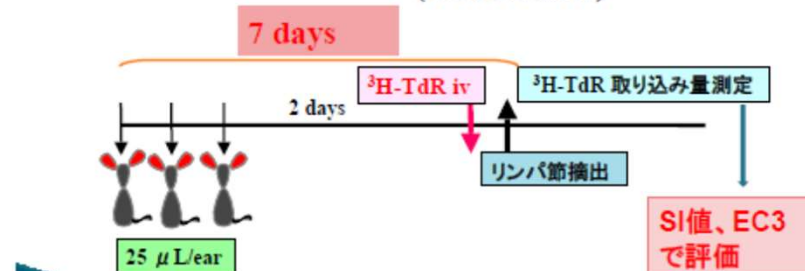 7 days
³H-TdR iv
³H-TdR 取り込み量測定
2 days
リンパ節摘出
25 μL/ear
SI値、EC3
で評価